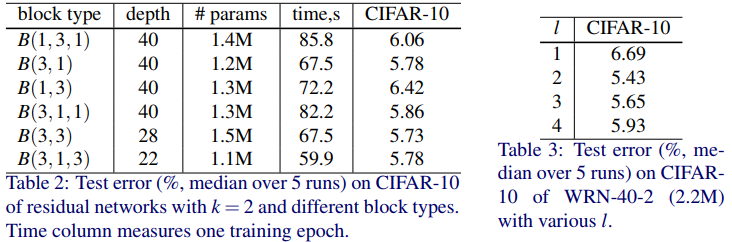 block type depth # params time,s CIFAR-10
B(1,3,1) 40 1.4M 85.8 6.06
B(3,1) 40 1.2M 67.5 5.78
B(1,3) 40 1.3M 72.2 6.42
B(3,1,1) 40 1.3M 82.2 5.86
B(3,3) 28 1.5M 67.5 5.73
B(3,1,3) 22 1.1M 59.9 5.78
Table 2: Test error (%, median over 5 runs) on CIFAR-10
of residual networks with k = 2 and different block types.
Time column measures one training epoch.
l CIFAR-10
1 6.69
2 5.43
3 5.65
4 5.93
Table 3: Test error (%, me-
dian over 5 runs) on CIFAR-
10 of WRN-40-2 (2.2M)
with various l.